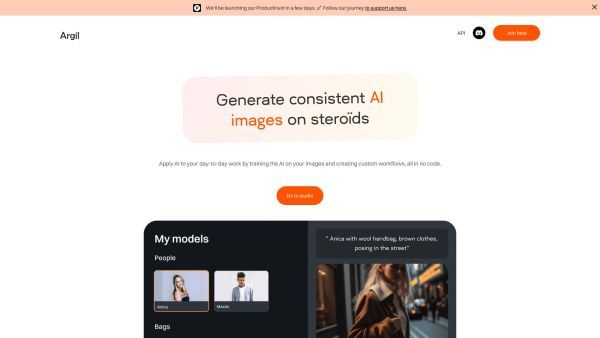 We'll be launching our ProductHunt in a few days 🚀 Follow our journey to support us here.
Argil
API
Join beta
Generate consistent AI
images on steroïds
Apply AI to your day-to-day work by training the AI on your images and creating custom workflows, all in no code.
Go to studio
My models
People
Anica
Maxim
Bags
" Anica with wool handbag, brown clothes,
posing in the street"